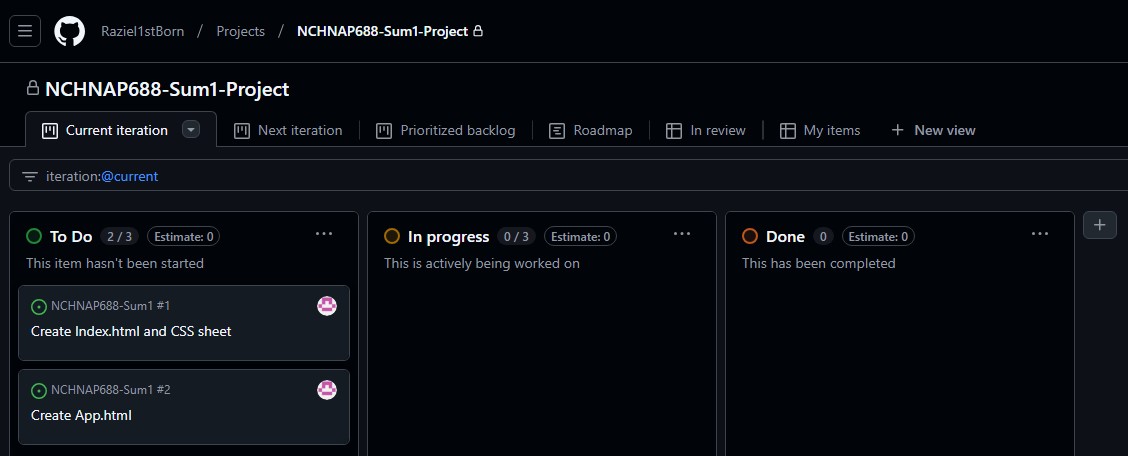 Raziel1stBorn / Projects / NCHNAP688-Sum1-Project
NCHNAP688-Sum1-Project
Current iteration Next iteration Prioritized backlog Roadmap In review My items + New view
iteration:@current
To Do 2 / 3 Estimate: 0 ...
This item hasn't been started
NCHNAP688-Sum1 #1
Create Index.html and CSS sheet
NCHNAP688-Sum1 #2
Create App.html
In progress 0 / 3 Estimate: 0 ...
This is actively being worked on
Done 0 Estimate: 0 ...
This has been completed
+